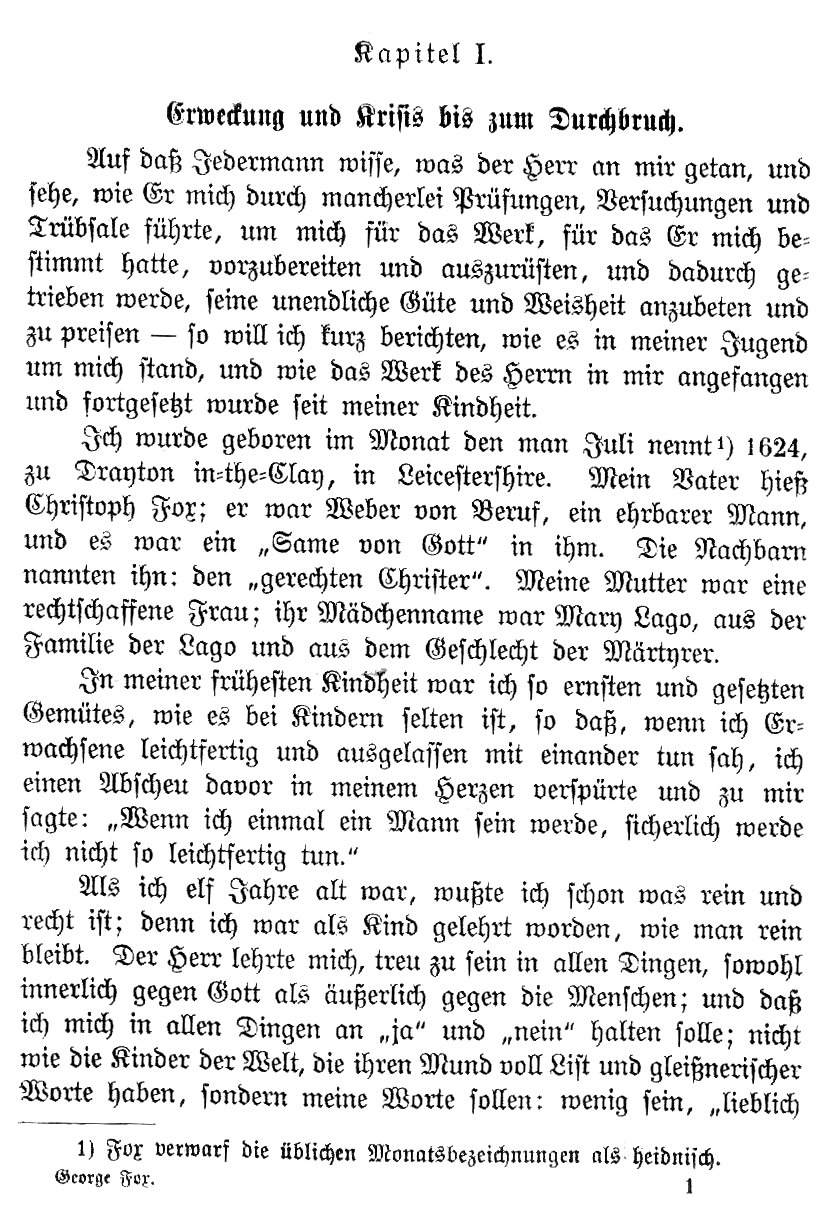 Kapitel I.
Erweckung und Krisis bis zum Durchbruch.
Auf daß Jedermann wisse, was der Herr an mir getan, und
sehe, wie Er mich durch mancherlei Prüfungen, Versuchungen und
Trübsale führte, um mich für das Werk, für das Er mich be-
stimmt hatte, vorzubereiten und auszurüsten, und dadurch ge-
trieben werde, seine unendliche Güte und Weisheit anzubeten und
zu preisen — so will ich kurz berichten, wie es in meiner Jugend
um mich stand, und wie das Werk des Herrn in mir angefangen
und fortgesetzt wurde seit meiner Kindheit.
Ich wurde geboren im Monat den man Juli nennt¹) 1624,
zu Drayton in-the-Clay, in Leicestershire. Mein Vater hieß
Christoph Fox; er war Weber von Beruf, ein ehrbarer Mann,
und es war ein „Same von Gott“ in ihm. Die Nachbarn
nannten ihn: den „gerechten Christer“. Meine Mutter war eine
rechtschaffene Frau; ihr Mädchenname war Mary Lago, aus der
Familie der Lago und aus dem Geschlecht der Märtyrer.
In meiner frühesten Kindheit war ich so ernsten und gesetzten
Gemütes, wie es bei Kindern selten ist, so daß, wenn ich Er-
wachsene leichtfertig und ausgelassen mit einander tun sah, ich
einen Abscheu davor in meinem Herzen verspürte und zu mir
sagte: „Wenn ich einmal ein Mann sein werde, sicherlich werde
ich nicht so leichtfertig tun.“
Als ich elf Jahre alt war, wußte ich schon was rein und
recht ist; denn ich war als Kind gelehrt worden, wie man rein
bleibt. Der Herr lehrte mich, treu zu sein in allen Dingen, sowohl
innerlich gegen Gott als äußerlich gegen die Menschen; und daß
ich mich in allen Dingen an „ja“ und „nein“ halten solle; nicht
wie die Kinder der Welt, die ihren Mund voll List und gleißnerischer
Worte haben, sondern meine Worte sollen: wenig sein, „lieblich
1) Fox verwarf die üblichen Monatsbezeichnungen als heidnisch.
George Fox. 1